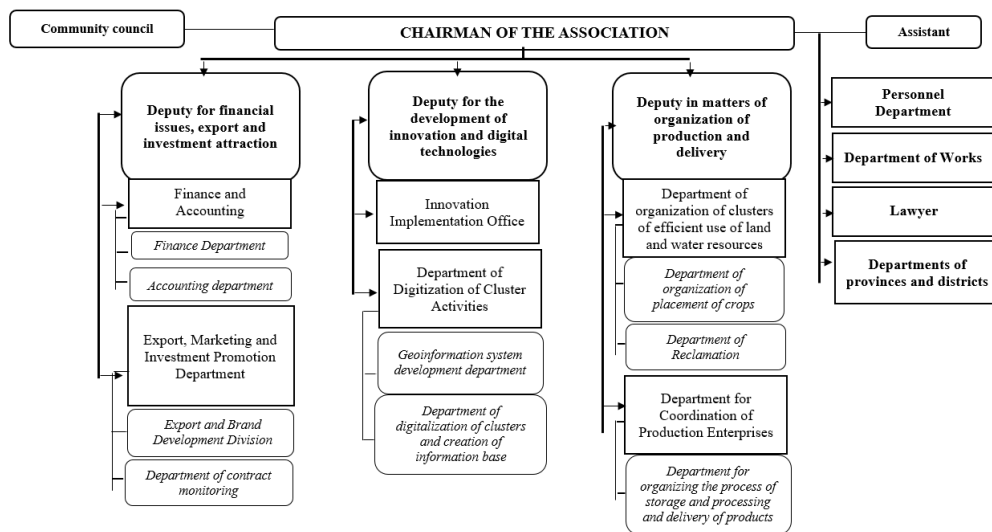 Community council
CHAIRMAN OF THE ASSOCIATION
Assistant
Deputy for financial
issues, export and
investment attraction
Finance and
Accounting
Finance Department
Accounting department
Export, Marketing and
Investment Promotion
Department
Export and Brand
Development Division
Department of contract
monitoring
Deputy for the
development of
innovation and digital
technologies
Innovation
Implementation Office
Department of
Digitization of Cluster
Activities
Geoinformation system
development department
Department of
digitalization of clusters
and creation of
information base
Deputy in matters of
organization of
production and
delivery
Department of
organization of clusters
of efficient use of land
and water resources
Department of
organization of
placement of crops
Department of
Reclamation
Department for
Coordination of
Production Enterprises
Department for
organizing the process of
storage and processing
and delivery of products
Personnel
Department
Department of Works
Lawyer
Departments of
provinces and districts